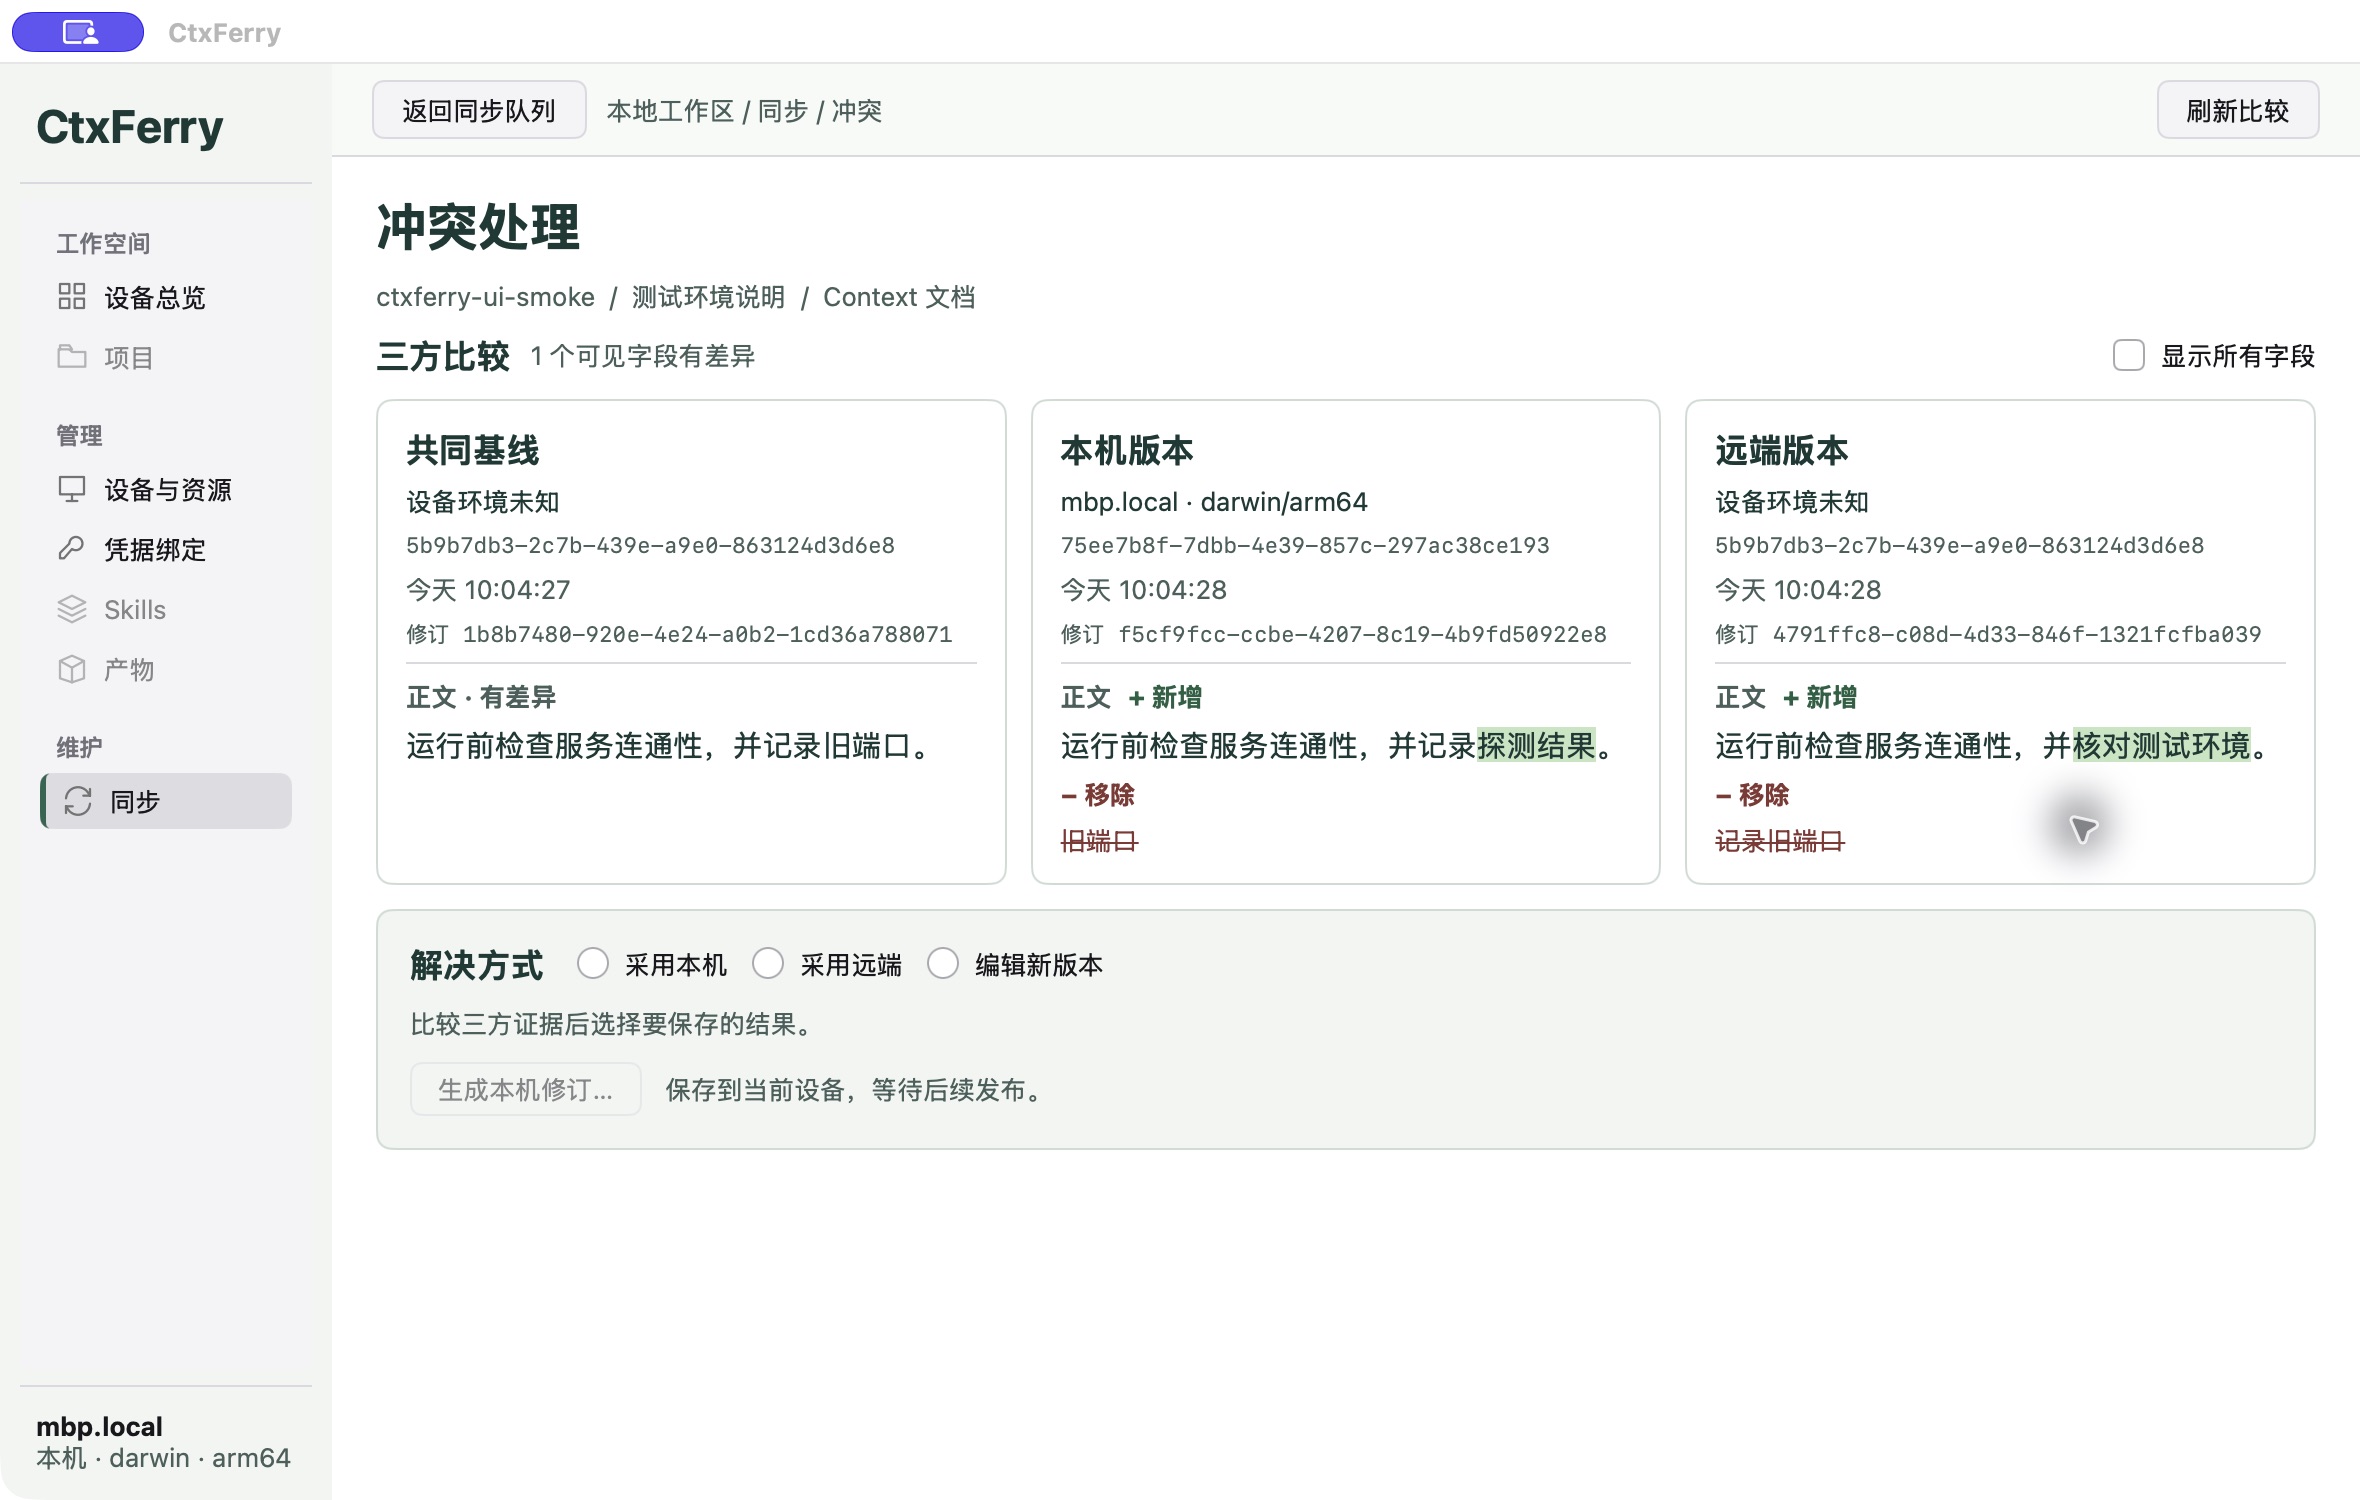 CtxFerry
CtxFerry
返回同步队列
本地工作区 / 同步 / 冲突
刷新比较
工作空间
设备总览
项目
管理
设备与资源
凭据绑定
Skills
产物
维护
同步
mbp.local
本机 · darwin · arm64
冲突处理
ctxferry-ui-smoke / 测试环境说明 / Context 文档
三方比较 1 个可见字段有差异
显示所有字段
共同基线
设备环境未知
5b9b7db3-2c7b-439e-a9e0-863124d3d6e8
今天 10:04:27
修订 1b8b7480-920e-4e24-a0b2-1cd36a788071
正文 · 有差异
运行前检查服务连通性，并记录旧端口。
本机版本
mbp.local · darwin/arm64
75ee7b8f-7dbb-4e39-857c-297ac38ce193
今天 10:04:28
修订 f5cf9fcc-ccbe-4207-8c19-4b9fd50922e8
正文 + 新增
运行前检查服务连通性，并记录探测结果。
– 移除
旧端口
远端版本
设备环境未知
5b9b7db3-2c7b-439e-a9e0-863124d3d6e8
今天 10:04:28
修订 4791ffc8-c08d-4d33-846f-1321fcfba039
正文 + 新增
运行前检查服务连通性，并核对测试环境。
– 移除
记录旧端口
解决方式
采用本机
采用远端
编辑新版本
比较三方证据后选择要保存的结果。
生成本机修订...
保存到当前设备，等待后续发布。